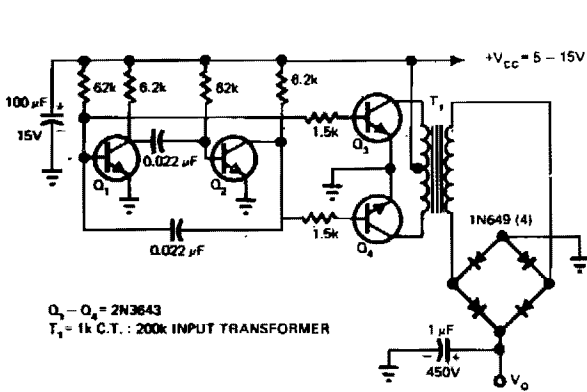 +V_CC = 5 – 15V
62k
6.2k
62k
6.2k
100 μF
+
15V
–
Q₁
0.022 μF
Q₂
0.022 μF
1.5k
Q₃
1.5k
Q₄
T₁
1N649 (4)
1 μF
– +
450V
V_O
Q₁ – Q₄ = 2N3643
T₁ = 1k C.T. : 200k INPUT TRANSFORMER